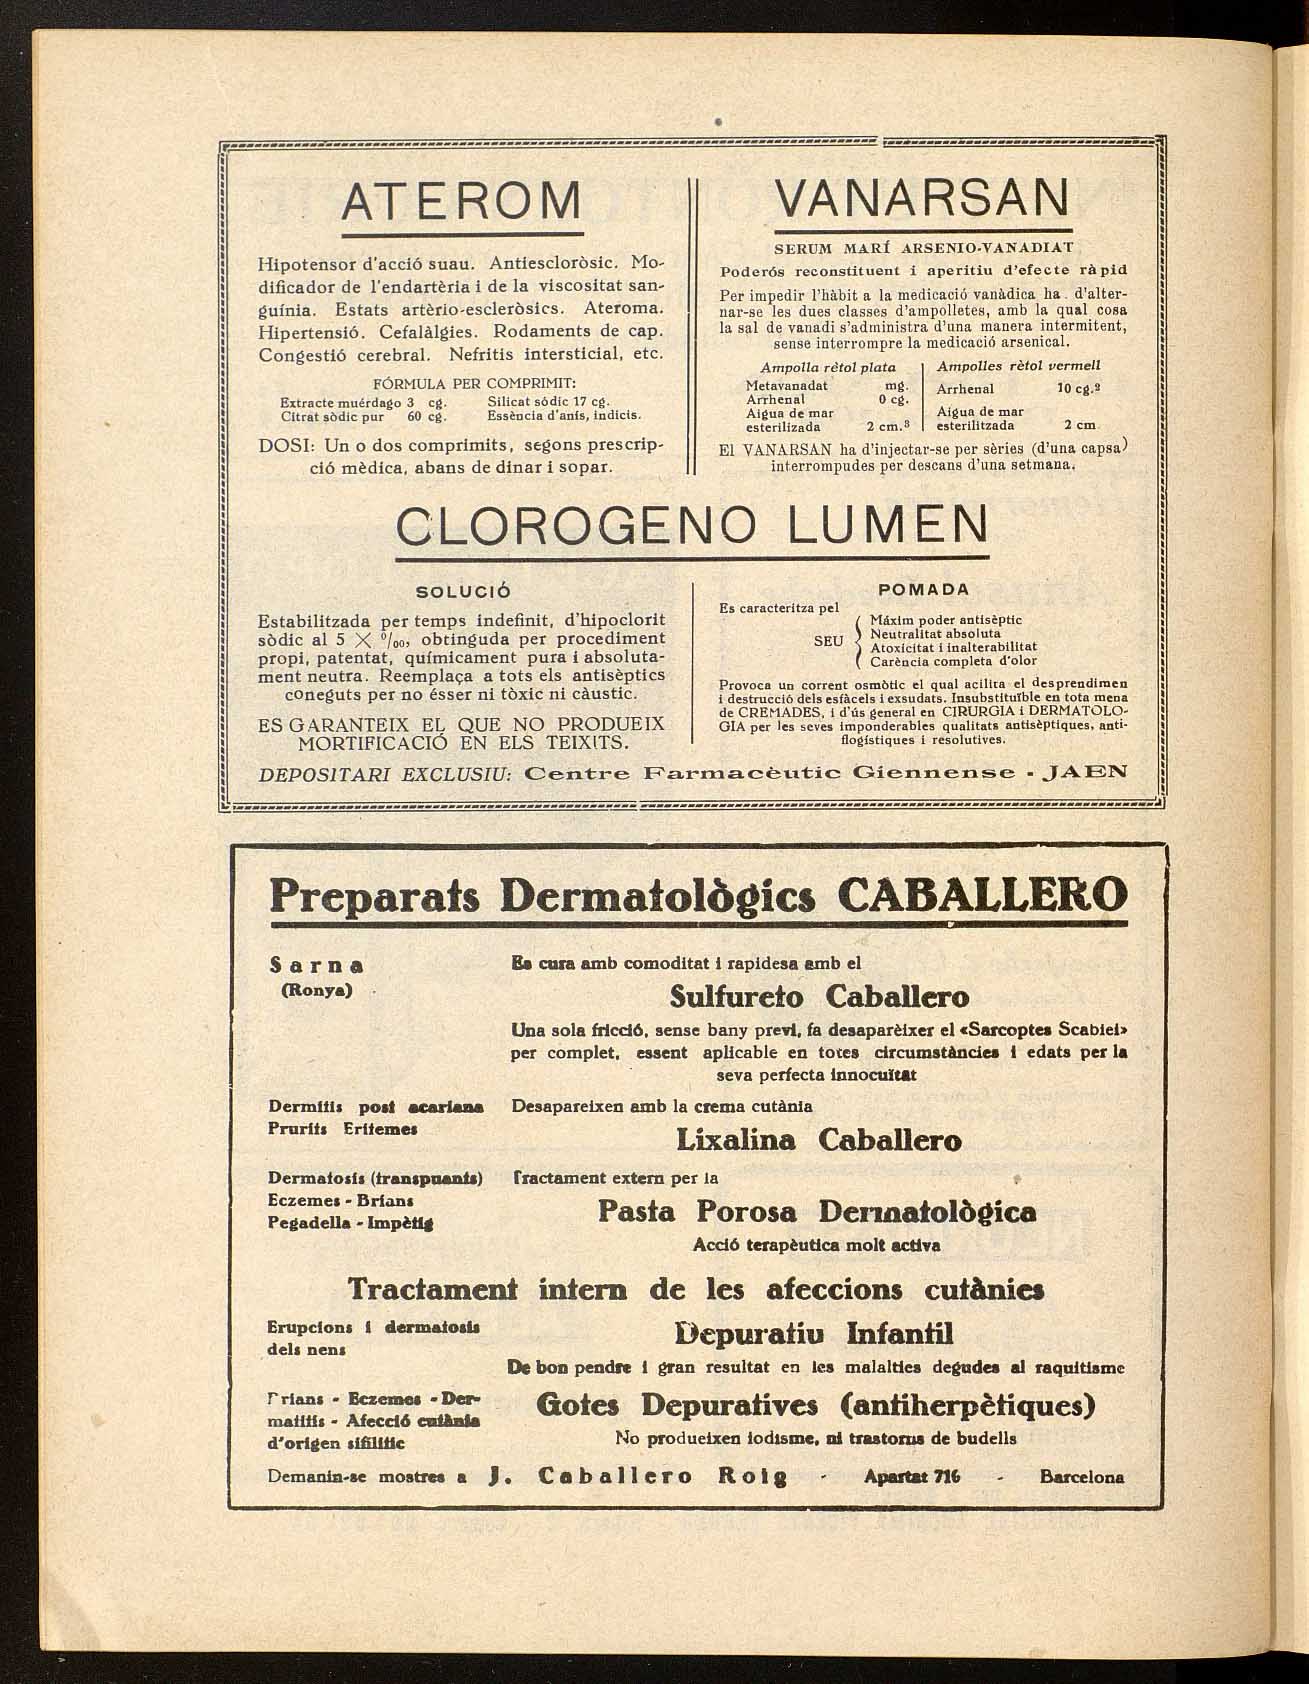 ATEROM
Hipotensor d'acció suau. Antiescloròsic. Mo-
dificador de l'endartèria i de la viscositat san-
guínia. Estats artèrio-escleròsics. Ateroma.
Hipertensió. Cefalàlgies. Rodaments de cap.
Congestió cerebral. Nefritis intersticial, etc.
FÓRMULA PER COMPRIMIT:
Extracte muérdago 3 cg. Silicat sódic 17 cg.
Citrat sòdic pur 60 cg. Essència d'anís, indicis.
DOSI: Un o dos comprimits, segons prescrip-
ció mèdica, abans de dinar i sopar.
VANARSAN
SERUM MARÍ ARSENIO-VANADIAT
Poderós reconstituent i aperitiu d'efecte ràpid
Per impedir l'hàbit a la medicació vanàdica ha d'alter-
nar-se les dues classes d'ampolletes, amb la qual cosa
la sal de vanadi s'administra d'una manera intermitent,
sense interrompre la medicació arsenical.
Ampolla rètol plata
Metavanadat mg.
Arrhenal 0 cg.
Aigua de mar
esterilizada 2 cm.³
Ampolles rètol vermell
Arrhenal 10 cg.²
Aigua de mar
esterilitzada 2 cm
El VANARSAN ha d'injectar-se per sèries (d'una capsa)
interrompudes per descans d'una setmana.
CLOROGENO LUMEN
SOLUCIÓ
Estabilitzada per temps indefinit, d'hipoclorit
sòdic al 5 X º/₀₀, obtinguda per procediment
propi, patentat, químicament pura i absoluta-
ment neutra. Reemplaça a tots els antisèptics
coneguts per no ésser ni tòxic ni càustic.
ES GARANTEIX EL QUE NO PRODUEIX
MORTIFICACIÓ EN ELS TEIXITS.
POMADA
Es caracteritza pel
SEU
Máxim poder antisèptic
Neutralitat absoluta
Atoxicitat i inalterabilitat
Carència completa d'olor
Provoca un corrent osmòtic el qual acilita el desprendimen
i destrucció dels esfàcels i exsudats. Insubstituïble en tota mena
de CREMADES, i d'ús general en CIRURGIA i DERMATOLO-
GIA per les seves imponderables qualitats antisèptiques, anti-
flogístiques i resolutives.
DEPOSITARI EXCLUSIU: Centre Farmacèutic Giennense - JAEN
Preparats Dermatològics CABALLERO
Sarna
(Ronya)
Es cura amb comoditat i rapidesa amb el
Sulfureto Caballero
Una sola fricció, sense bany previ, fa desaparèixer el «Sarcoptes Scabiei»
per complet, essent aplicable en totes circumstàncies i edats per la
seva perfecta innocuïtat
Dermitis post acariana
Prurits Eritemes
Desapareixen amb la crema cutània
Lixalina Caballero
Dermatosis (transpuants)
Eczemes - Brians
Pegadella - Impètig
Tractament extern per la
Pasta Porosa Dermatològica
Acció terapèutica molt activa
Tractament intern de les afeccions cutànies
Erupcions i dermatosis
dels nens
Depuratiu Infantil
De bon pendre i gran resultat en les malalties degudes al raquitisme
Brians - Eczemes - Der-
matitis - Afecció cutània
d'origen sifilític
Gotes Depuratives (antiherpètiques)
No produeixen iodisme, ni trastorns de budells
Demanin-se mostres a J. Caballero Roig - Apartat 716 - Barcelona